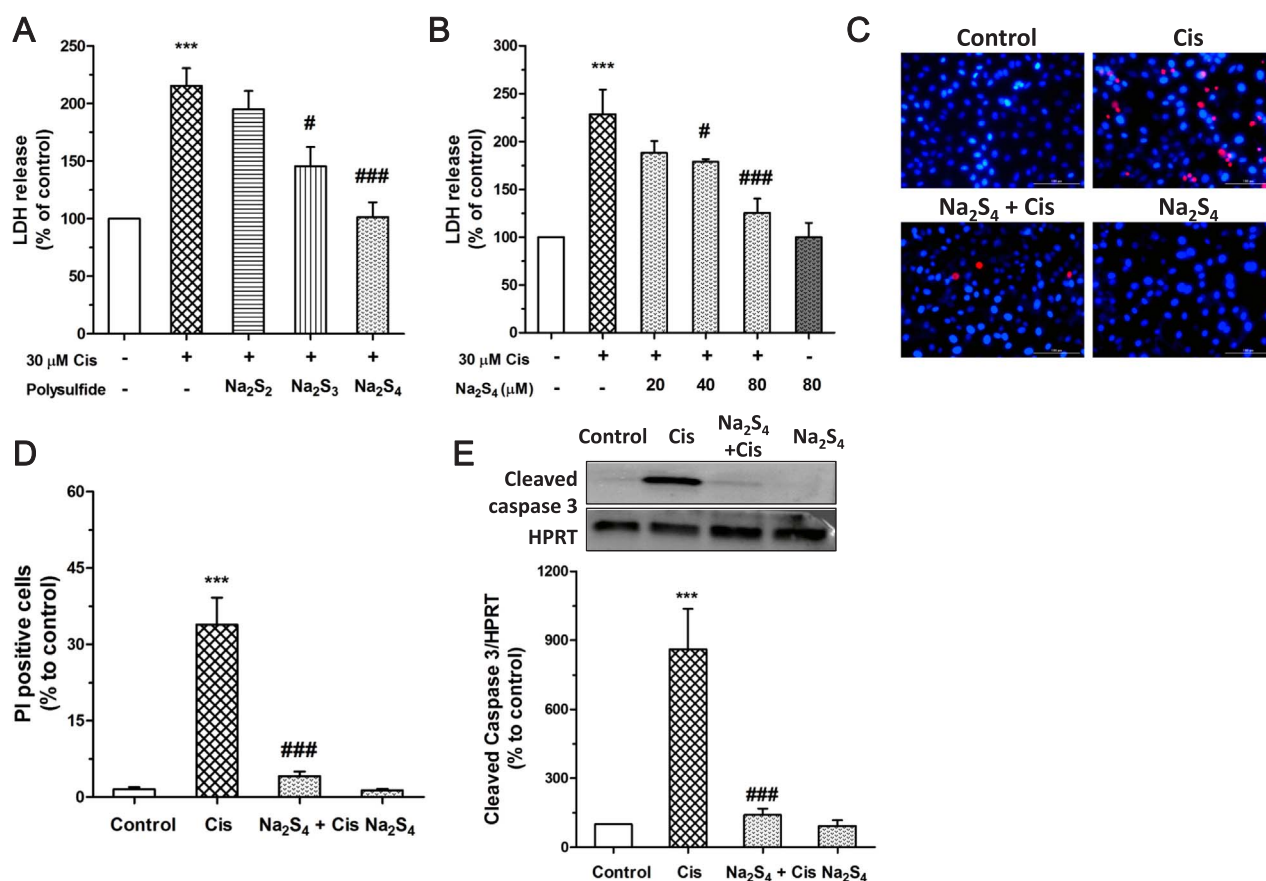 A
LDH release
(% of control)
250
200
150
100
50
0
***
#
###
30 μM Cis - + + + +
Polysulfide - - Na₂S₂ Na₂S₃ Na₂S₄
B
LDH release
(% of control)
300
250
200
150
100
50
0
***
#
###
30 μM Cis - + + + + -
Na₂S₄ (μM) - - 20 40 80 80
C
Control Cis
Na₂S₄ + Cis Na₂S₄
D
PI positive cells
(% to control)
60
45
30
15
0
***
###
Control Cis Na₂S₄ + Cis Na₂S₄
E
Control Cis Na₂S₄ +Cis Na₂S₄
Cleaved
caspase 3
HPRT
Cleaved Caspase 3/HPRT
(% to control)
1200
900
600
300
0
***
###
Control Cis Na₂S₄ + Cis Na₂S₄